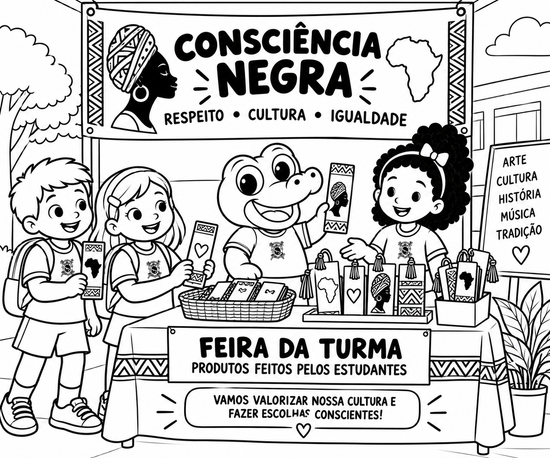 CONSCIÊNCIA
NEGRA
RESPEITO • CULTURA • IGUALDADE
ARTE
CULTURA
HISTÓRIA
MÚSICA
TRADIÇÃO
FEIRA DA TURMA
PRODUTOS FEITOS PELOS ESTUDANTES
VAMOS VALORIZAR NOSSA CULTURA E
FAZER ESCOLHAS CONSCIENTES!